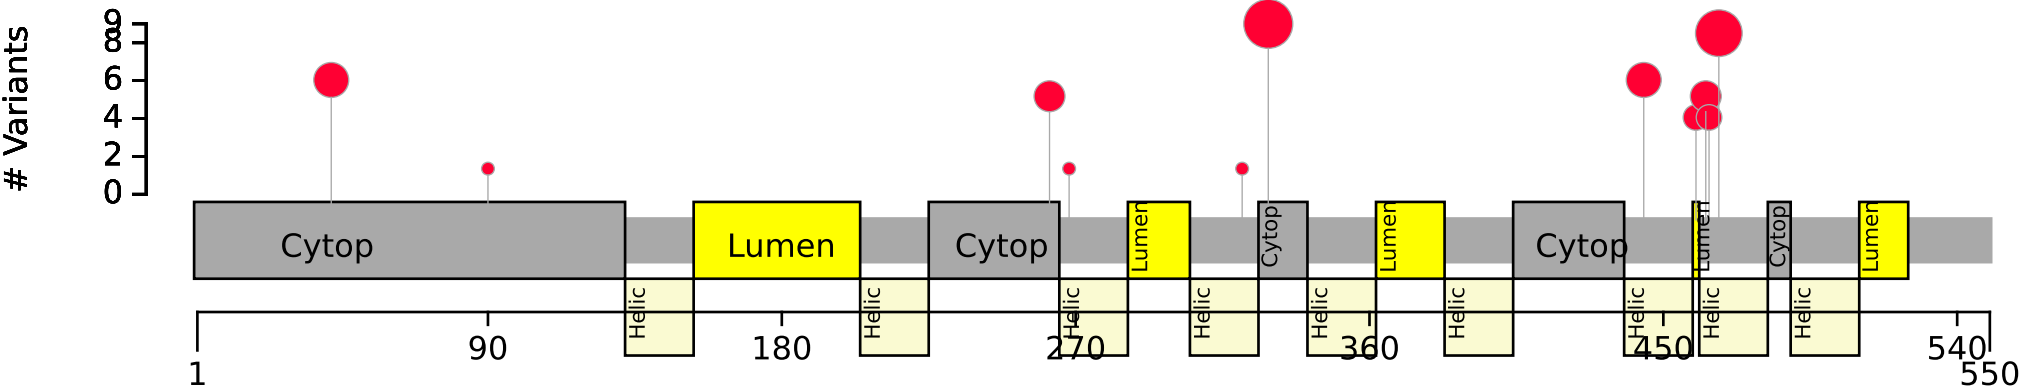 # Variants
9
8
6
4
2
0
Cytop Lumen Cytop Lumen Cytop Lumen Cytop Lumen Cytop Lumen
Helic Helic Helic Helic Helic Helic Helic Helic Helic
90 180 270 360 450 540
1 550